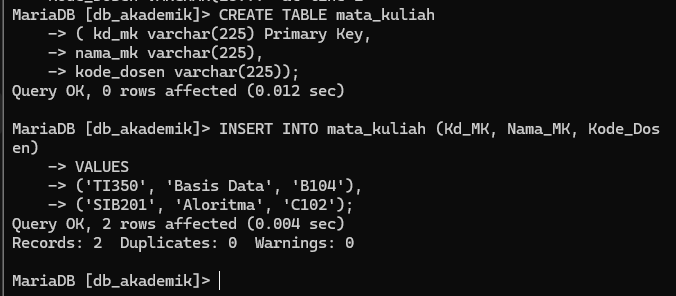 MariaDB [db_akademik]> CREATE TABLE mata_kuliah
-> ( kd_mk varchar(225) Primary Key,
-> nama_mk varchar(225),
-> kode_dosen varchar(225));
Query OK, 0 rows affected (0.012 sec)
MariaDB [db_akademik]> INSERT INTO mata_kuliah (Kd_MK, Nama_MK, Kode_Dos
en)
-> VALUES
-> ('TI350', 'Basis Data', 'B104'),
-> ('SIB201', 'Aloritma', 'C102');
Query OK, 2 rows affected (0.004 sec)
Records: 2  Duplicates: 0  Warnings: 0
MariaDB [db_akademik]>